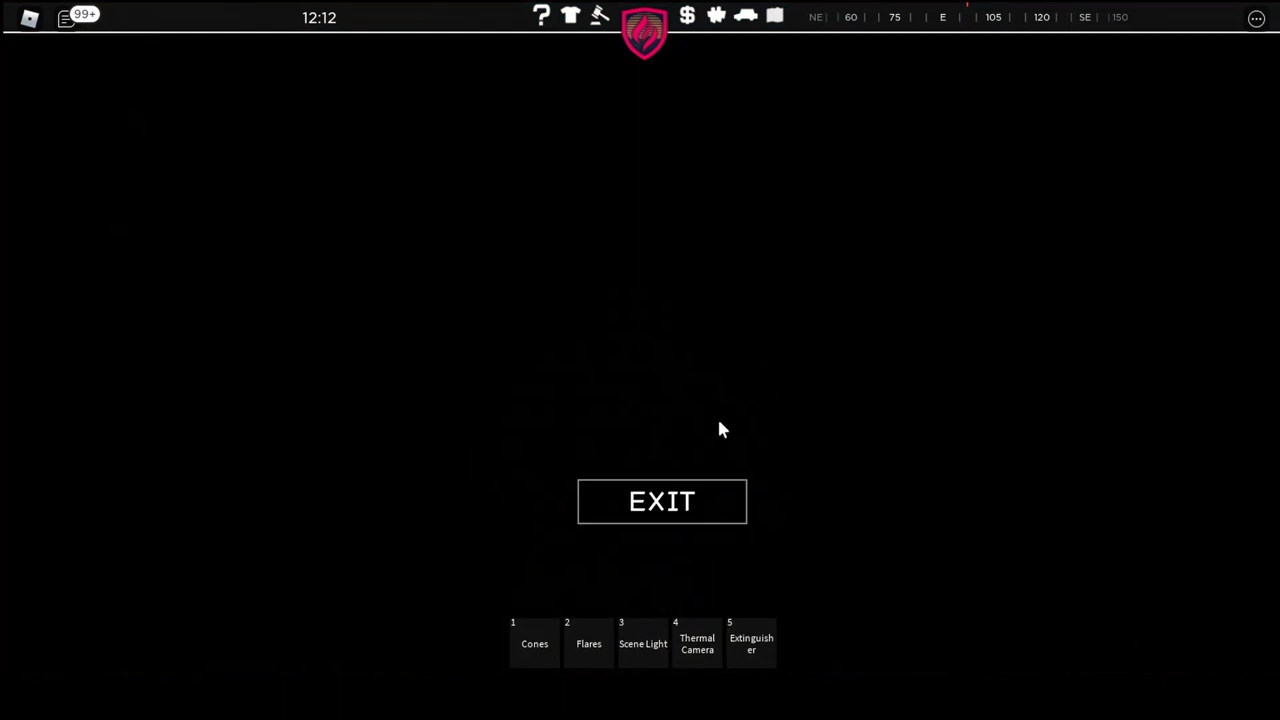 99+
12:12
?
$
NE | 60 | 75 | E | 105 | 120 | SE | 150
EXIT
1
Cones
2
Flares
3
Scene Light
4
Thermal
Camera
5
Extinguish
er